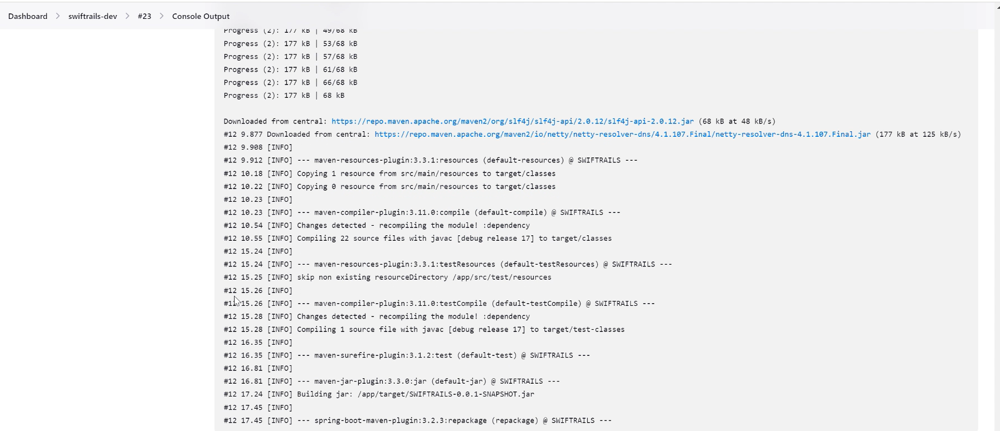 Dashboard > swiftrails-dev > #23 > Console Output
Progress (2): 177 kB | 49/68 kB
Progress (2): 177 kB | 53/68 kB
Progress (2): 177 kB | 57/68 kB
Progress (2): 177 kB | 61/68 kB
Progress (2): 177 kB | 66/68 kB
Progress (2): 177 kB | 68 kB
Downloaded from central: https://repo.maven.apache.org/maven2/org/slf4j/slf4j-api/2.0.12/slf4j-api-2.0.12.jar (68 kB at 48 kB/s)
#12 9.877 Downloaded from central: https://repo.maven.apache.org/maven2/io/netty/netty-resolver-dns/4.1.107.Final/netty-resolver-dns-4.1.107.Final.jar (177 kB at 125 kB/s)
#12 9.908 [INFO]
#12 9.912 [INFO] --- maven-resources-plugin:3.3.1:resources (default-resources) @ SWIFTRAILS ---
#12 10.18 [INFO] Copying 1 resource from src/main/resources to target/classes
#12 10.22 [INFO] Copying 0 resource from src/main/resources to target/classes
#12 10.23 [INFO]
#12 10.23 [INFO] --- maven-compiler-plugin:3.11.0:compile (default-compile) @ SWIFTRAILS ---
#12 10.54 [INFO] Changes detected - recompiling the module! :dependency
#12 10.55 [INFO] Compiling 22 source files with javac [debug release 17] to target/classes
#12 15.24 [INFO]
#12 15.24 [INFO] --- maven-resources-plugin:3.3.1:testResources (default-testResources) @ SWIFTRAILS ---
#12 15.25 [INFO] skip non existing resourceDirectory /app/src/test/resources
#12 15.26 [INFO]
#12 15.26 [INFO] --- maven-compiler-plugin:3.11.0:testCompile (default-testCompile) @ SWIFTRAILS ---
#12 15.28 [INFO] Changes detected - recompiling the module! :dependency
#12 15.28 [INFO] Compiling 1 source file with javac [debug release 17] to target/test-classes
#12 16.35 [INFO]
#12 16.35 [INFO] --- maven-surefire-plugin:3.1.2:test (default-test) @ SWIFTRAILS ---
#12 16.81 [INFO]
#12 16.81 [INFO] --- maven-jar-plugin:3.3.0:jar (default-jar) @ SWIFTRAILS ---
#12 17.24 [INFO] Building jar: /app/target/SWIFTRAILS-0.0.1-SNAPSHOT.jar
#12 17.45 [INFO]
#12 17.45 [INFO] --- spring-boot-maven-plugin:3.2.3:repackage (repackage) @ SWIFTRAILS ---